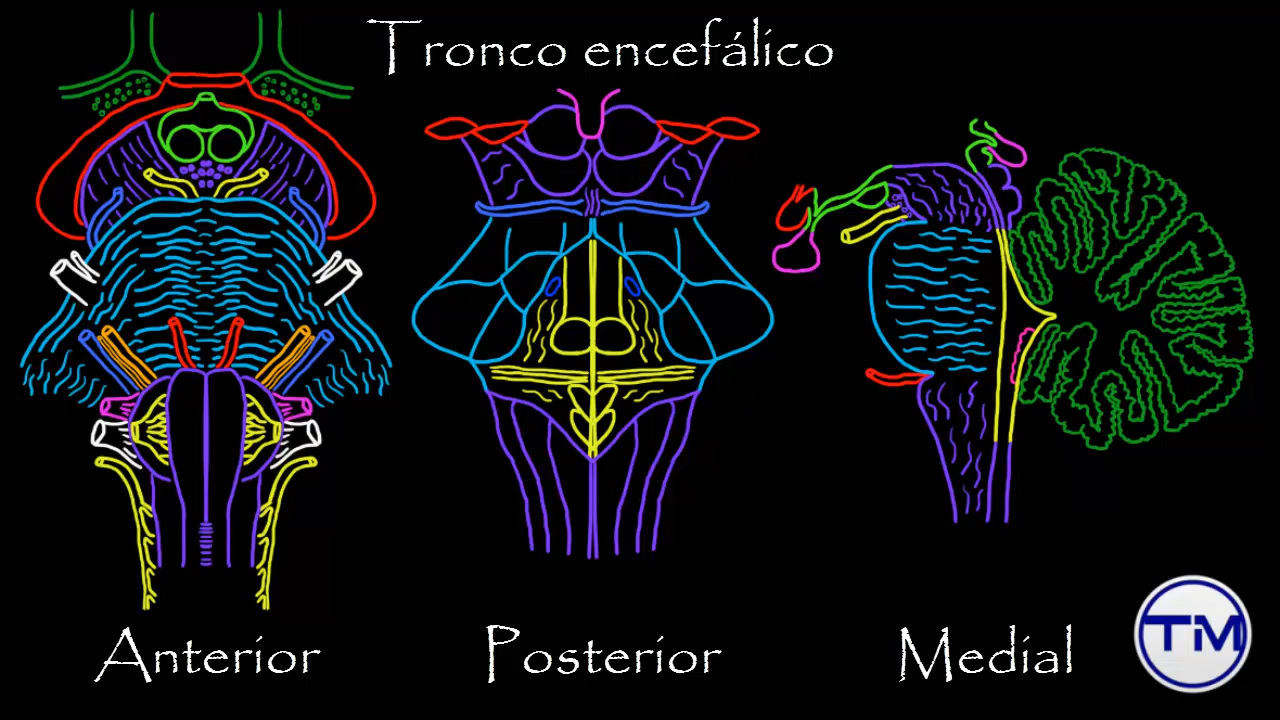 Tronco encefálico
Anterior
Posterior
Medial
TM